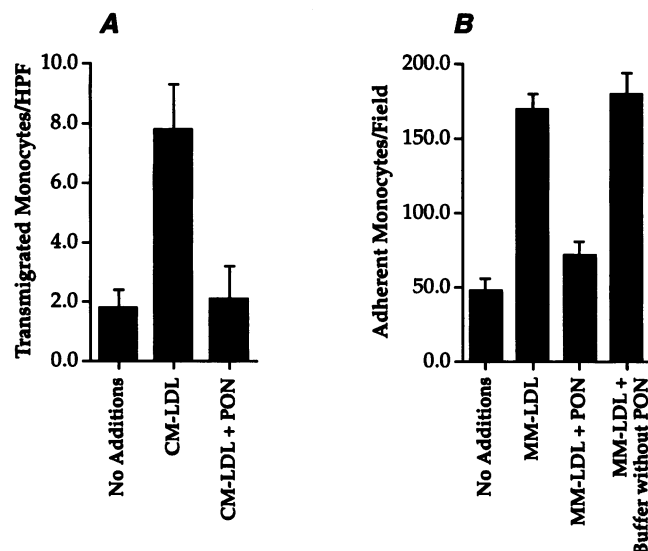 A
Transmigrated Monocytes/HPF
10.0
8.0
6.0
4.0
2.0
0.0
No Additions
CM-LDL
CM-LDL + PON
B
Adherent Monocytes/Field
200.0
150.0
100.0
50.0
0.0
No Additions
MM-LDL
MM-LDL + PON
MM-LDL +
Buffer without PON